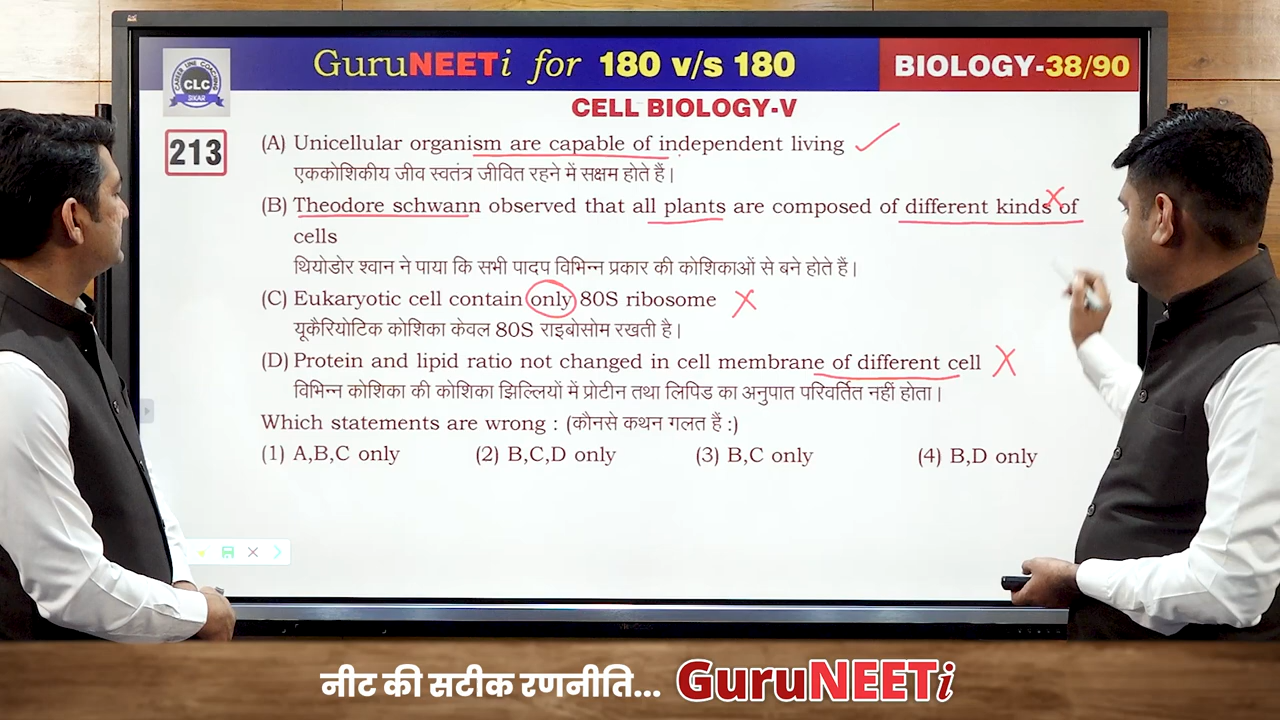 GuruNEETi for 180 v/s 180
BIOLOGY-38/90
CAREER LINE COACHING
CLC
SIKAR
CELL BIOLOGY-V
213
(A) Unicellular organism are capable of independent living
एककोशिकीय जीव स्वतंत्र जीवित रहने में सक्षम होते हैं।
(B) Theodore schwann observed that all plants are composed of different kinds of
cells
थियोडोर श्वान ने पाया कि सभी पादप विभिन्न प्रकार की कोशिकाओं से बने होते हैं।
(C) Eukaryotic cell contain only 80S ribosome
यूकैरियोटिक कोशिका केवल 80S राइबोसोम रखती है।
(D) Protein and lipid ratio not changed in cell membrane of different cell
विभिन्न कोशिका की कोशिका झिल्लियों में प्रोटीन तथा लिपिड का अनुपात परिवर्तित नहीं होता।
Which statements are wrong : (कौनसे कथन गलत हैं :)
(1) A,B,C only (2) B,C,D only (3) B,C only (4) B,D only
नीट की सटीक रणनीति... GuruNEETi